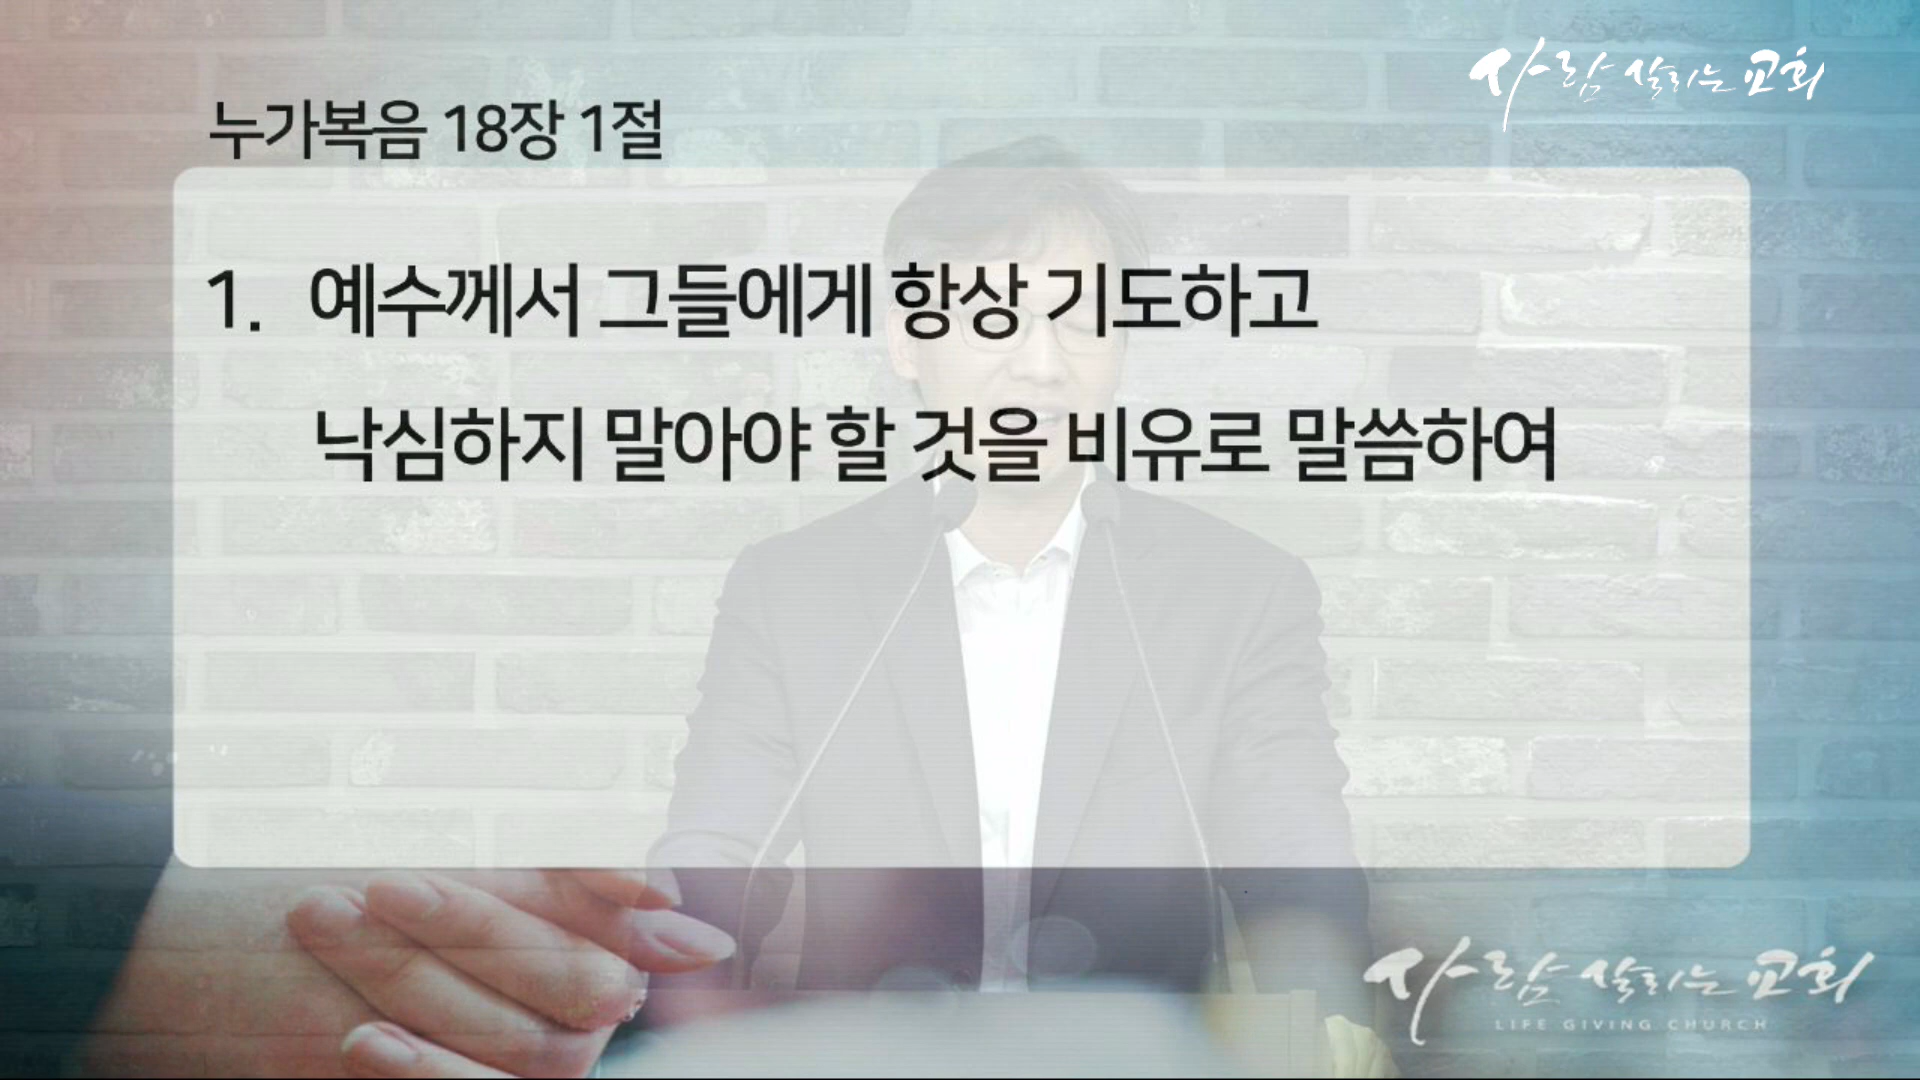 사람 살리는 교회
누가복음 18장 1절
1. 예수께서 그들에게 항상 기도하고
낙심하지 말아야 할 것을 비유로 말씀하여
사람 살리는 교회
LIFE GIVING CHURCH